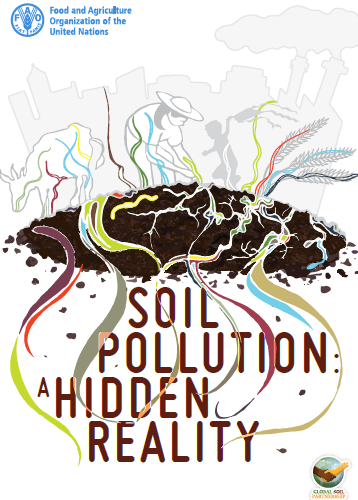 Food and Agriculture
Organization of the
United Nations
SOIL
POLLUTION:
A HIDDEN
REALITY
GLOBAL SOIL
PARTNERSHIP